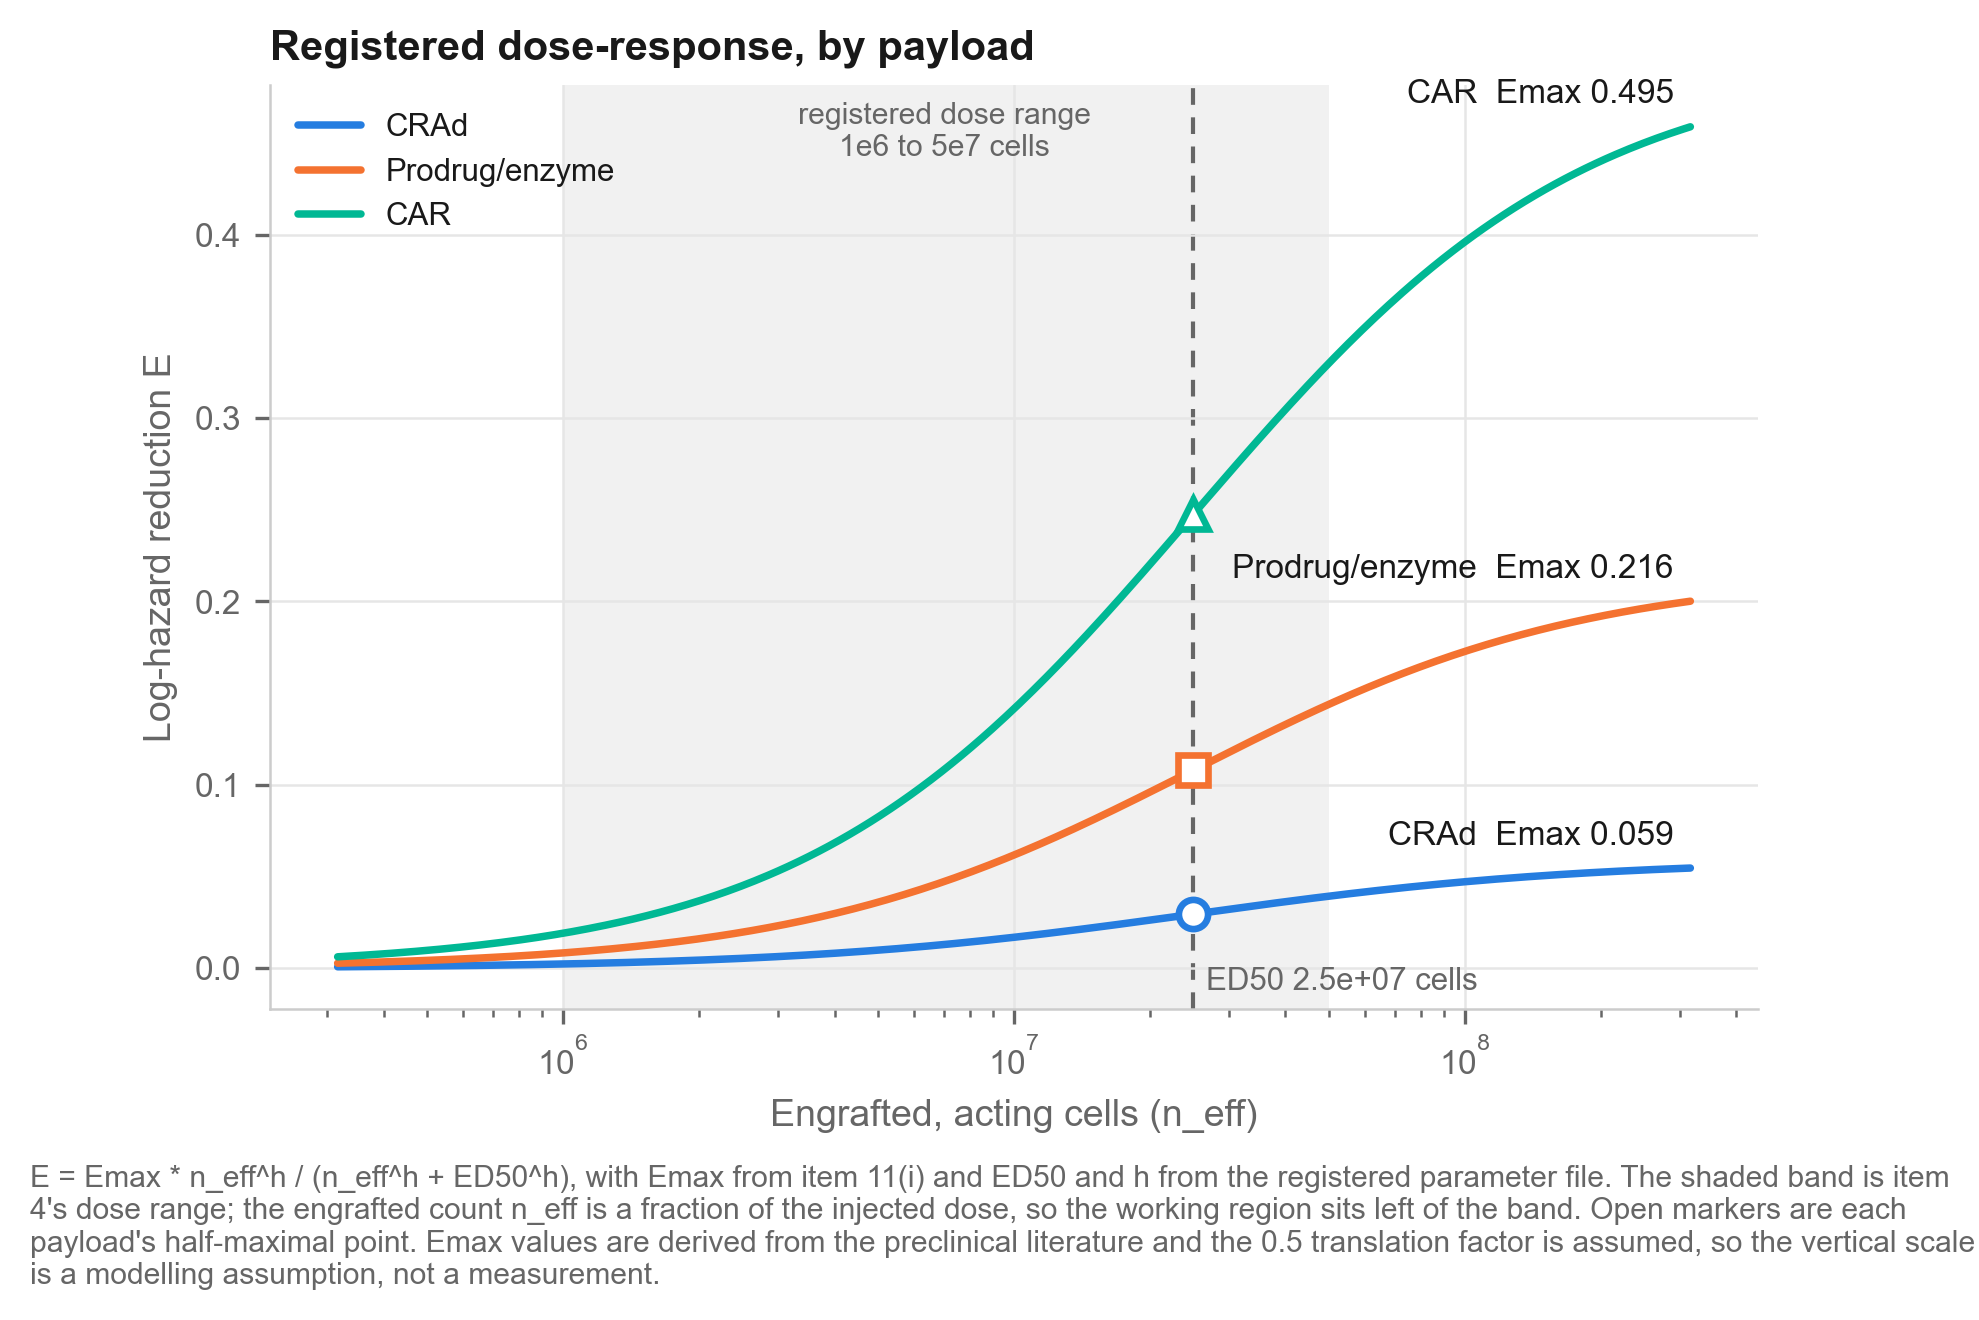 Registered dose-response, by payload
CAR  Emax 0.495
registered dose range
1e6 to 5e7 cells
CRAd
Prodrug/enzyme
CAR
0.4
0.3
0.2
0.1
0.0
Log-hazard reduction E
Prodrug/enzyme  Emax 0.216
CRAd  Emax 0.059
ED50 2.5e+07 cells
10^6
10^7
10^8
Engrafted, acting cells (n_eff)
E = Emax * n_eff^h / (n_eff^h + ED50^h), with Emax from item 11(i) and ED50 and h from the registered parameter file. The shaded band is item
4's dose range; the engrafted count n_eff is a fraction of the injected dose, so the working region sits left of the band. Open markers are each
payload's half-maximal point. Emax values are derived from the preclinical literature and the 0.5 translation factor is assumed, so the vertical scale
is a modelling assumption, not a measurement.